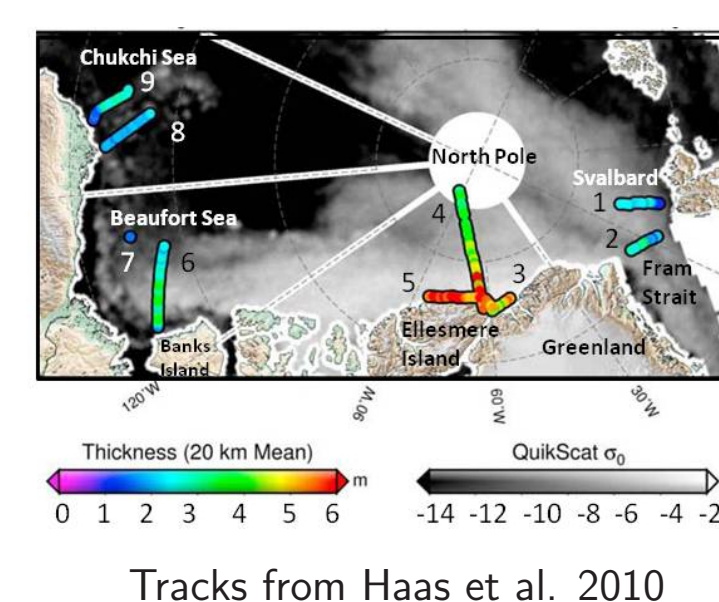 Chukchi Sea
9
8
North Pole
Svalbard
1
4
2
Beaufort Sea
7
6
Fram
Strait
5
3
Ellesmere
Island
Greenland
Banks
Island
120°W
90°W
60°W
30°W
Thickness (20 km Mean)
m
0 1 2 3 4 5 6
QuikScat σ0
-14 -12 -10 -8 -6 -4 -2
Tracks from Haas et al. 2010